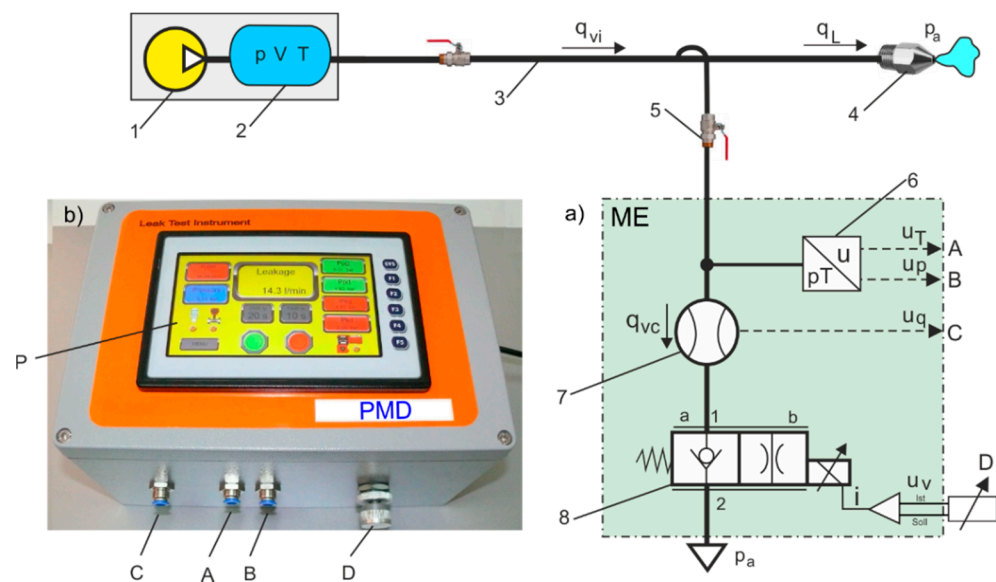 q_vi
q_L
p_a
p V T
1
2
3
4
5
6
b)
a)
ME
Leak Test Instrument
Leakage
14.3 l/min
20 s
10 s
MENU
F1
F2
F3
F4
F5
P
PMD
C
A
B
D
u_T
A
u
pT
u_p
B
q_vc
u_q
C
7
a
1
b
8
2
i
u_v
Ist
Soll
D
p_a